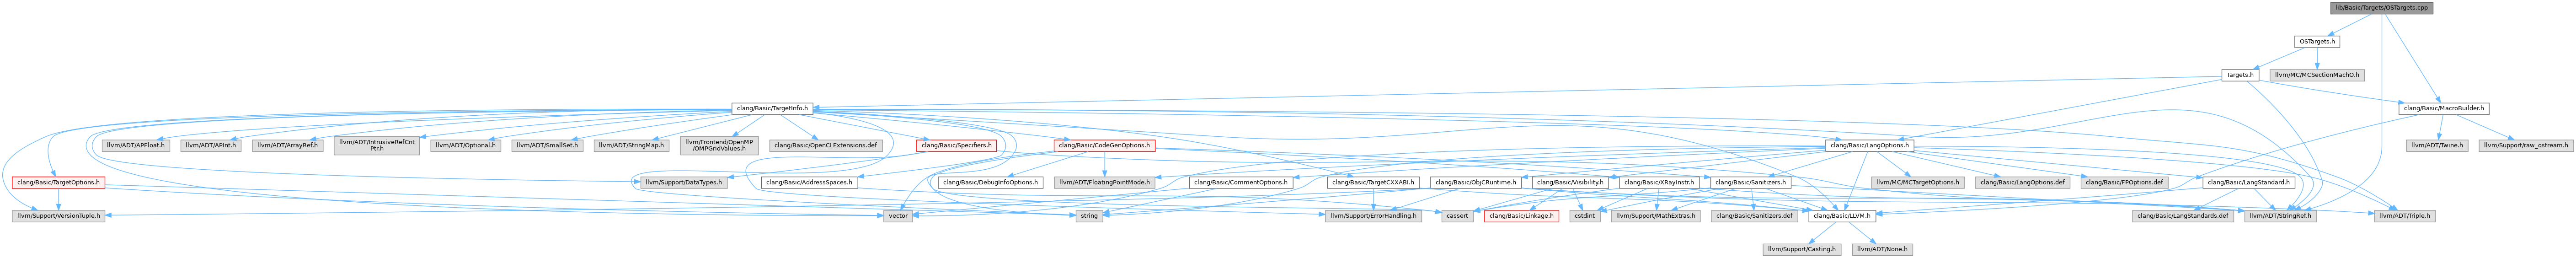 lib/Basic/Targets/OSTargets.cpp
OSTargets.h
Targets.h
llvm/MC/MCSectionMachO.h
clang/Basic/TargetInfo.h
clang/Basic/MacroBuilder.h
llvm/ADT/APFloat.h
llvm/ADT/APInt.h
llvm/ADT/ArrayRef.h
llvm/ADT/IntrusiveRefCnt
Ptr.h
llvm/ADT/Optional.h
llvm/ADT/SmallSet.h
llvm/ADT/StringMap.h
llvm/Frontend/OpenMP
/OMPGridValues.h
clang/Basic/OpenCLExtensions.def
clang/Basic/Specifiers.h
clang/Basic/CodeGenOptions.h
clang/Basic/LangOptions.h
llvm/ADT/Twine.h
llvm/Support/raw_ostream.h
clang/Basic/TargetOptions.h
llvm/Support/DataTypes.h
clang/Basic/AddressSpaces.h
clang/Basic/DebugInfoOptions.h
llvm/ADT/FloatingPointMode.h
clang/Basic/CommentOptions.h
clang/Basic/TargetCXXABI.h
clang/Basic/ObjCRuntime.h
clang/Basic/Visibility.h
clang/Basic/XRayInstr.h
clang/Basic/Sanitizers.h
llvm/MC/MCTargetOptions.h
clang/Basic/LangOptions.def
clang/Basic/FPOptions.def
clang/Basic/LangStandard.h
llvm/Support/VersionTuple.h
vector
string
llvm/Support/ErrorHandling.h
cassert
clang/Basic/Linkage.h
cstdint
llvm/Support/MathExtras.h
clang/Basic/Sanitizers.def
clang/Basic/LLVM.h
clang/Basic/LangStandards.def
llvm/ADT/StringRef.h
llvm/ADT/Triple.h
llvm/Support/Casting.h
llvm/ADT/None.h